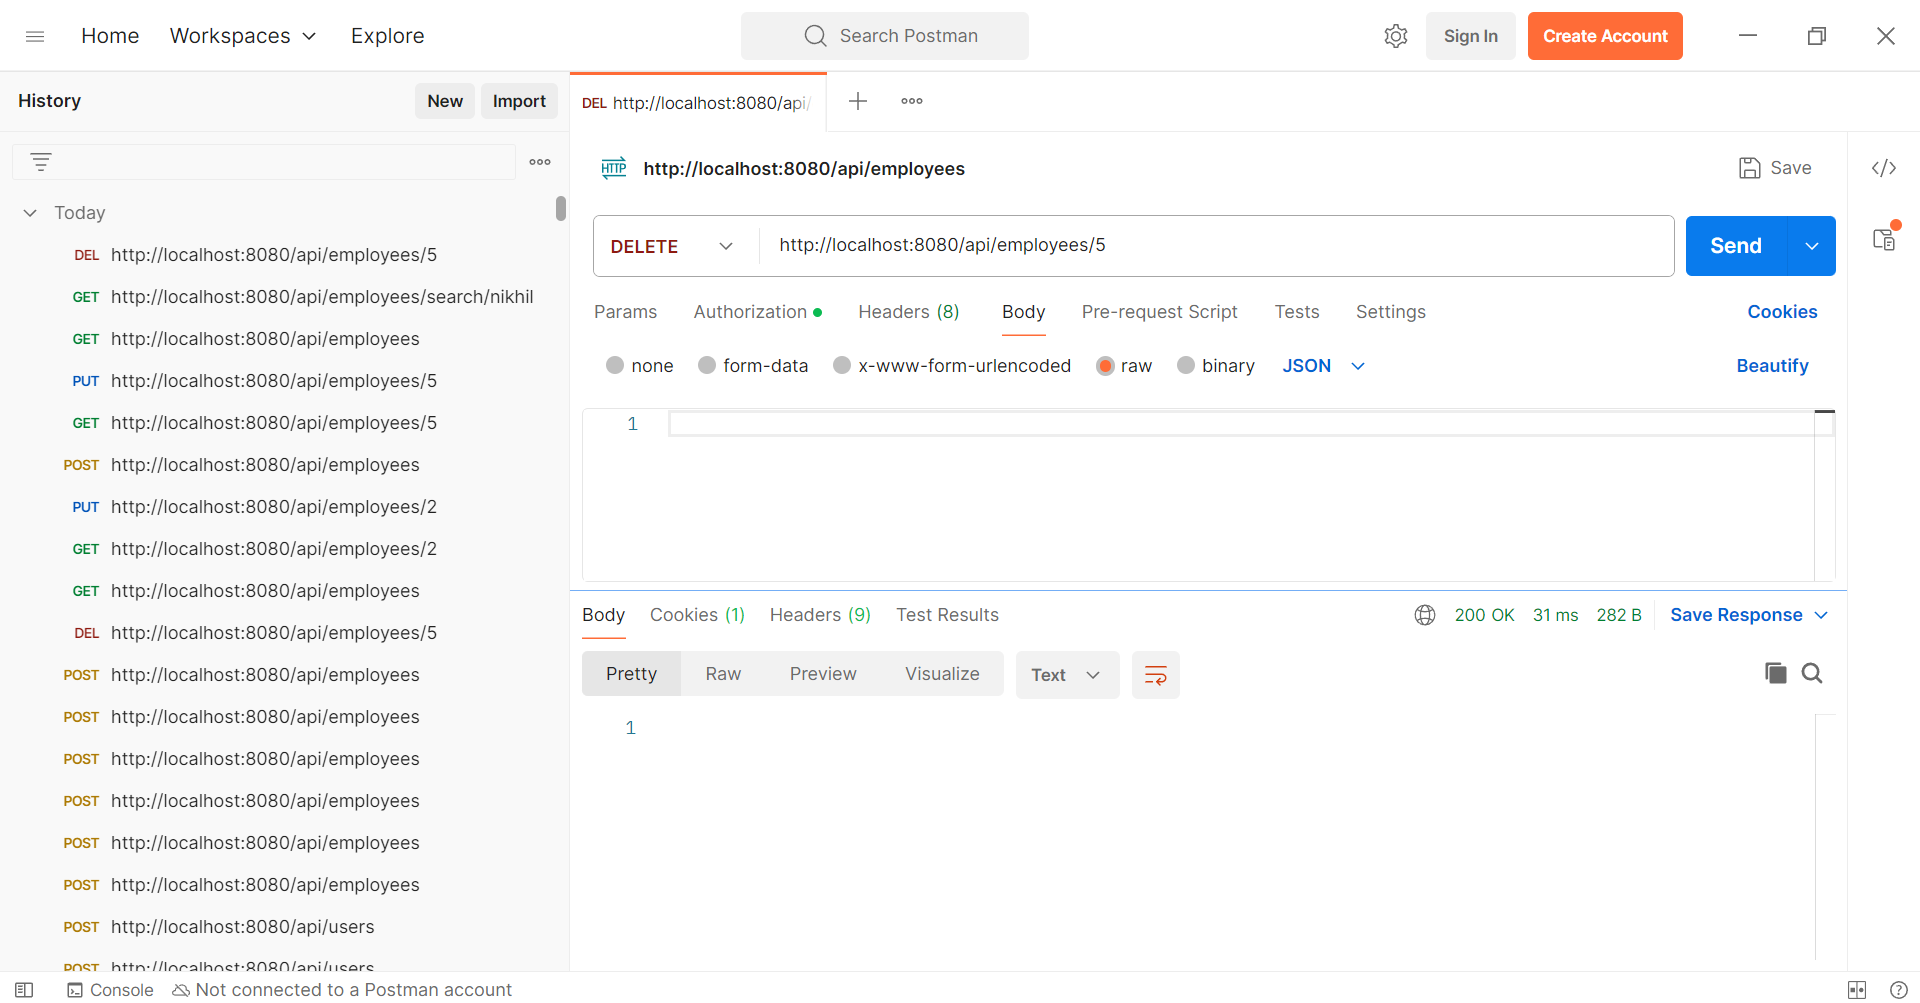 Home Workspaces Explore Search Postman Sign In Create Account
History New Import
DEL http://localhost:8080/api/
HTTP http://localhost:8080/api/employees Save
Today
DEL http://localhost:8080/api/employees/5
GET http://localhost:8080/api/employees/search/nikhil
GET http://localhost:8080/api/employees
PUT http://localhost:8080/api/employees/5
GET http://localhost:8080/api/employees/5
POST http://localhost:8080/api/employees
PUT http://localhost:8080/api/employees/2
GET http://localhost:8080/api/employees/2
GET http://localhost:8080/api/employees
DEL http://localhost:8080/api/employees/5
POST http://localhost:8080/api/employees
POST http://localhost:8080/api/employees
POST http://localhost:8080/api/employees
POST http://localhost:8080/api/employees
POST http://localhost:8080/api/employees
POST http://localhost:8080/api/employees
POST http://localhost:8080/api/users
POST http://localhost:8080/api/users
DELETE http://localhost:8080/api/employees/5 Send
Params Authorization Headers (8) Body Pre-request Script Tests Settings Cookies
none form-data x-www-form-urlencoded raw binary JSON Beautify
1
Body Cookies (1) Headers (9) Test Results 200 OK 31 ms 282 B Save Response
Pretty Raw Preview Visualize Text
1
Console Not connected to a Postman account